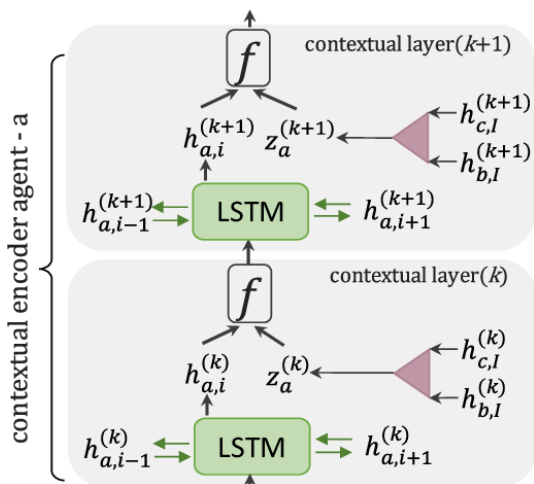 contextual layer(k+1)
f
h_{a,i}^{(k+1)} z_a^{(k+1)} h_{c,I}^{(k+1)}
h_{b,I}^{(k+1)}
h_{a,i-1}^{(k+1)} LSTM h_{a,i+1}^{(k+1)}
contextual encoder agent - a
contextual layer(k)
f
h_{a,i}^{(k)} z_a^{(k)} h_{c,I}^{(k)}
h_{b,I}^{(k)}
h_{a,i-1}^{(k)} LSTM h_{a,i+1}^{(k)}